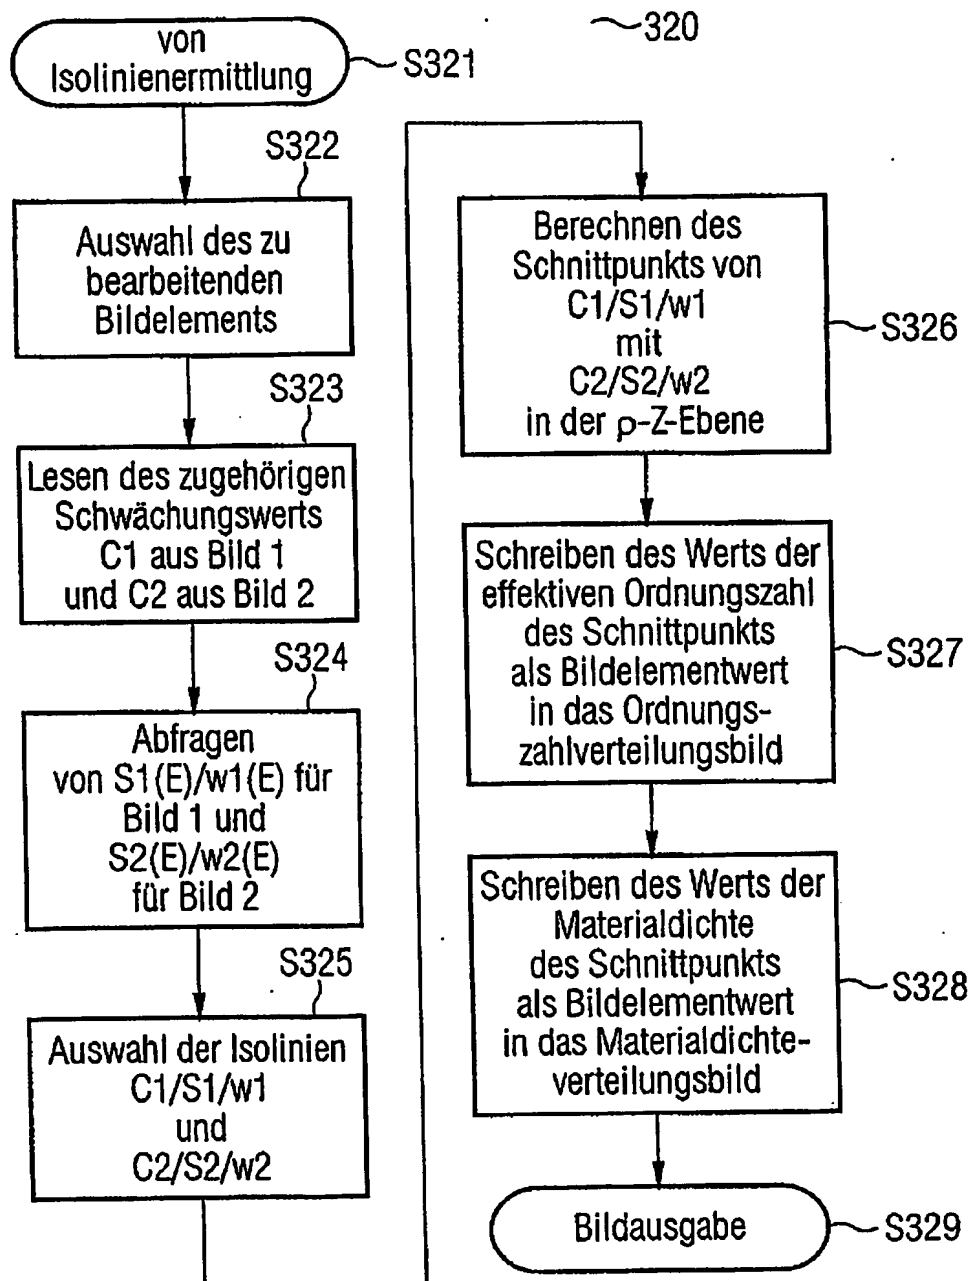 320
von
Isolinienermittlung
S321
S322
Auswahl des zu
bearbeitenden
Bildelements
S323
Lesen des zugehörigen
Schwächungswerts
C1 aus Bild 1
und C2 aus Bild 2
S324
Abfragen
von S1(E)/w1(E) für
Bild 1 und
S2(E)/w2(E)
für Bild 2
S325
Auswahl der Isolinien
C1/S1/w1
und
C2/S2/w2
Berechnen des
Schnittpunkts von
C1/S1/w1
mit
C2/S2/w2
in der ρ-Z-Ebene
S326
Schreiben des Werts der
effektiven Ordnungszahl
des Schnittpunkts
als Bildelementwert
in das Ordnungs-
zahlverteilungsbild
S327
Schreiben des Werts der
Materialdichte
des Schnittpunkts
als Bildelementwert
in das Materialdichte-
verteilungsbild
S328
Bildausgabe
S329